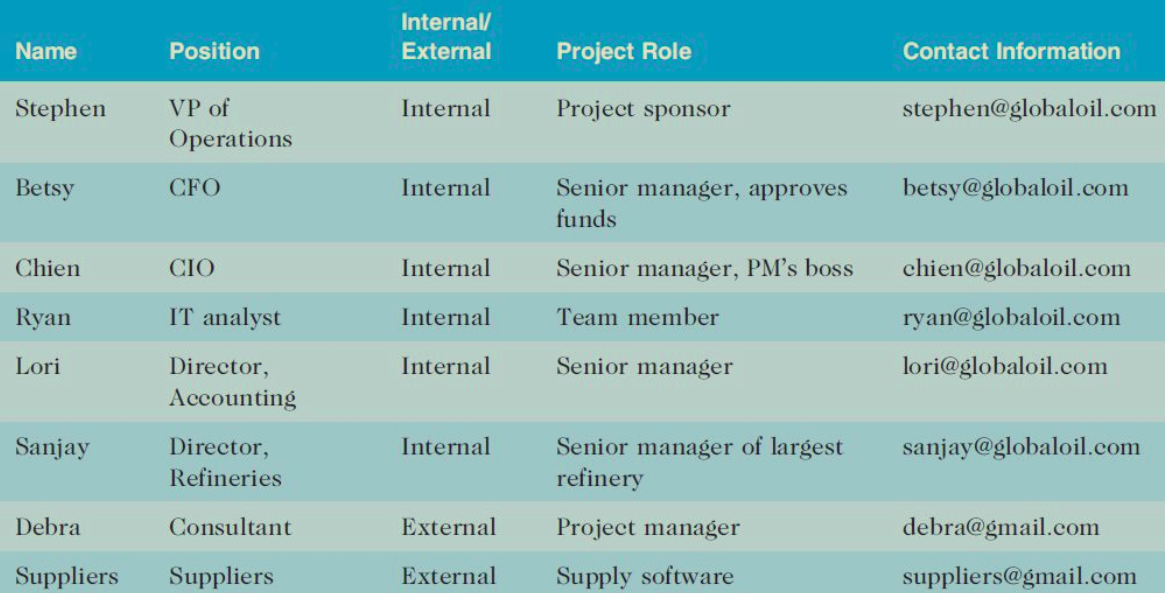 Name Position Internal/ External Project Role Contact Information
Stephen VP of Operations Internal Project sponsor stephen@globaloil.com
Betsy CFO Internal Senior manager, approves funds betsy@globaloil.com
Chien CIO Internal Senior manager, PM's boss chien@globaloil.com
Ryan IT analyst Internal Team member ryan@globaloil.com
Lori Director, Accounting Internal Senior manager lori@globaloil.com
Sanjay Director, Refineries Internal Senior manager of largest refinery sanjay@globaloil.com
Debra Consultant External Project manager debra@gmail.com
Suppliers Suppliers External Supply software suppliers@gmail.com